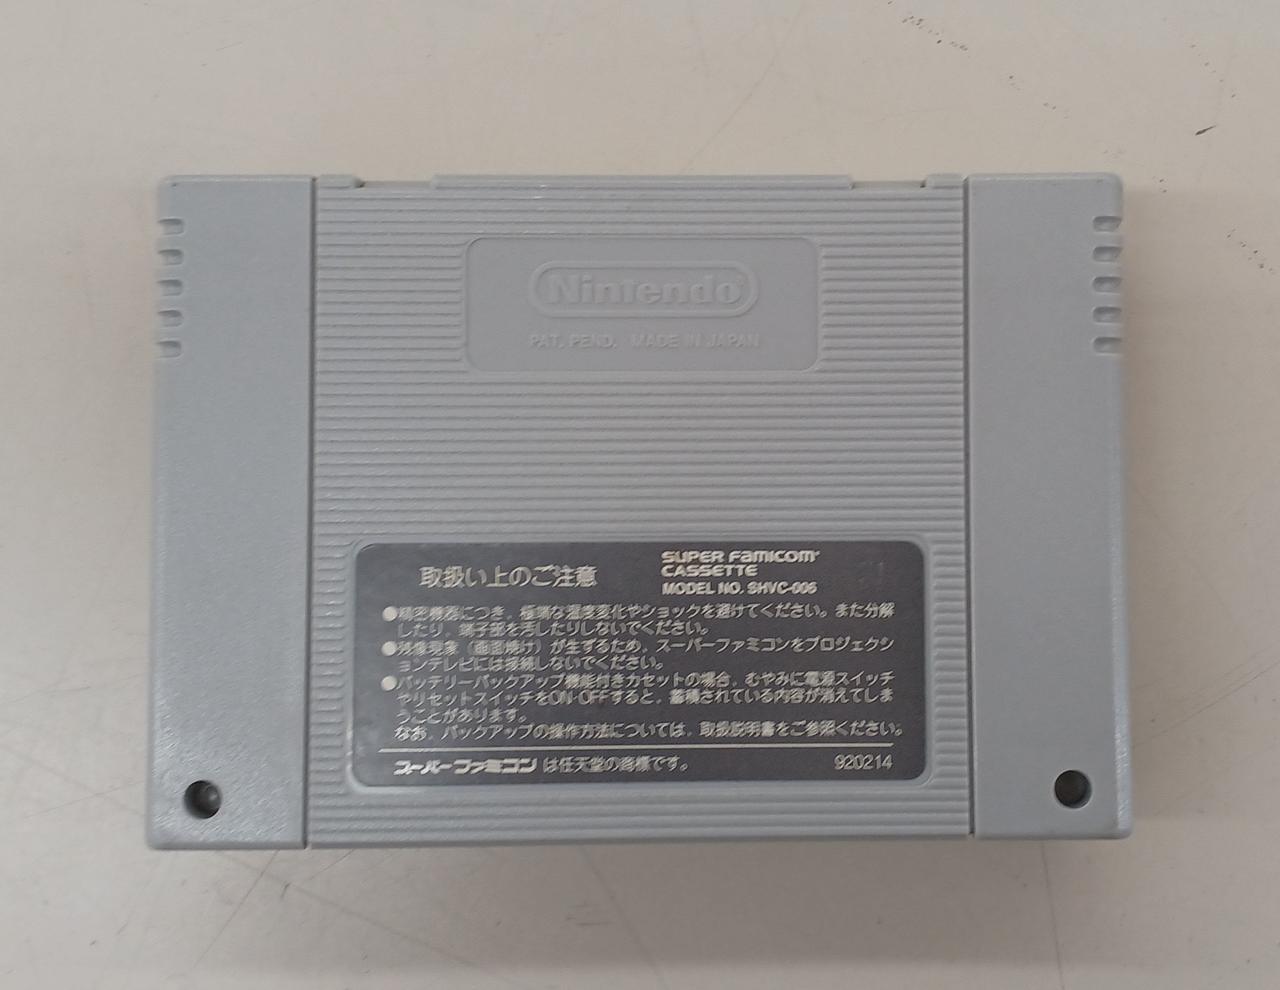 Nintendo
PAT. PEND. MADE IN JAPAN
取扱い上のご注意
SUPER FAMICOM
CASSETTE
MODEL NO. SHVC-006
●精密機器につき、極端な温度変化やショックを避けてください。また分解
したり、端子部を汚したりしないでください。
●残像現象（画面焼け）が生ずるため、スーパーファミコンをプロジェクシ
ョンテレビには接続しないでください。
●バッテリーバックアップ機能付きカセットの場合、むやみに電源スイッチ
やリセットスイッチをON-OFFすると、蓄積されている内容が消えてしま
うことがあります。
なお、バックアップの操作方法については、取扱説明書をご参照ください。
スーパーファミコン は任天堂の商標です。
920214